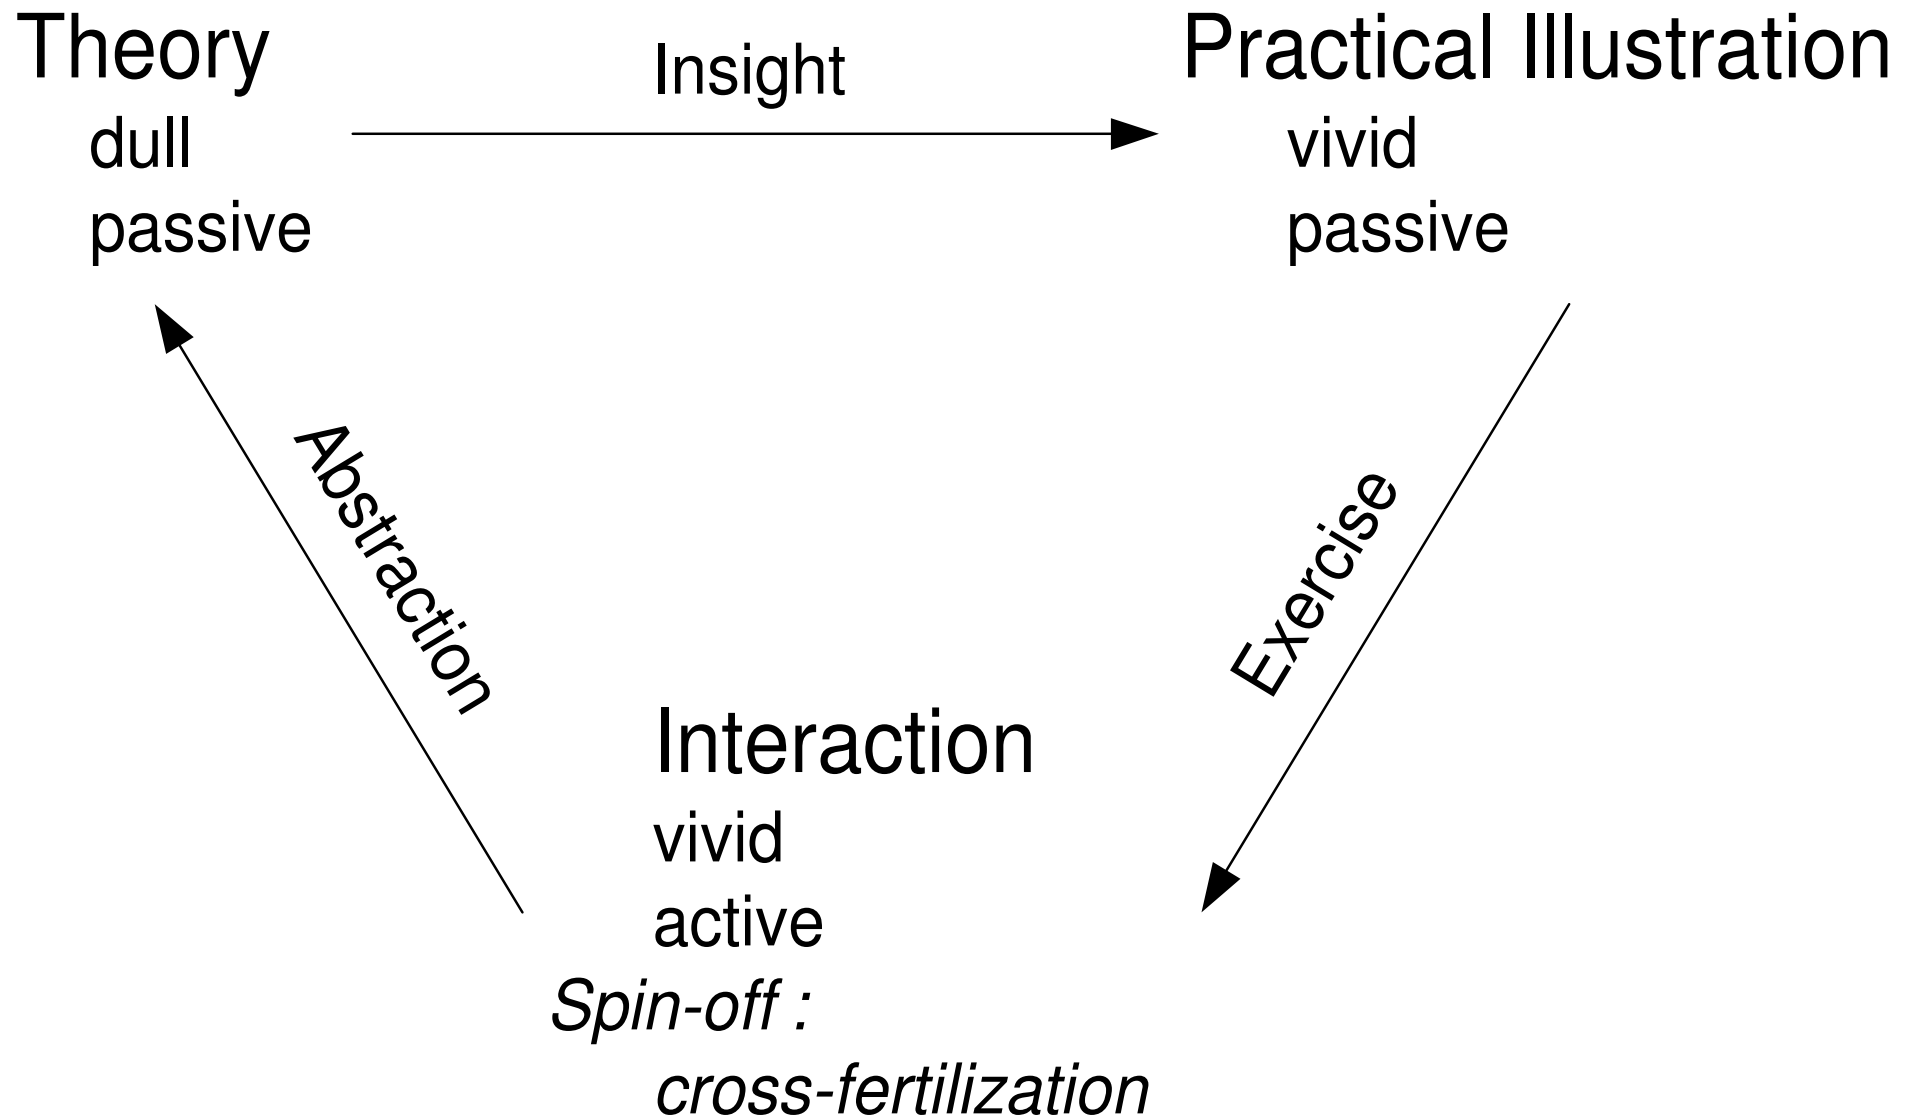 Theory
dull
passive
Insight
Practical Illustration
vivid
passive
Abstraction
Exercise
Interaction
vivid
active
Spin-off :
cross-fertilization